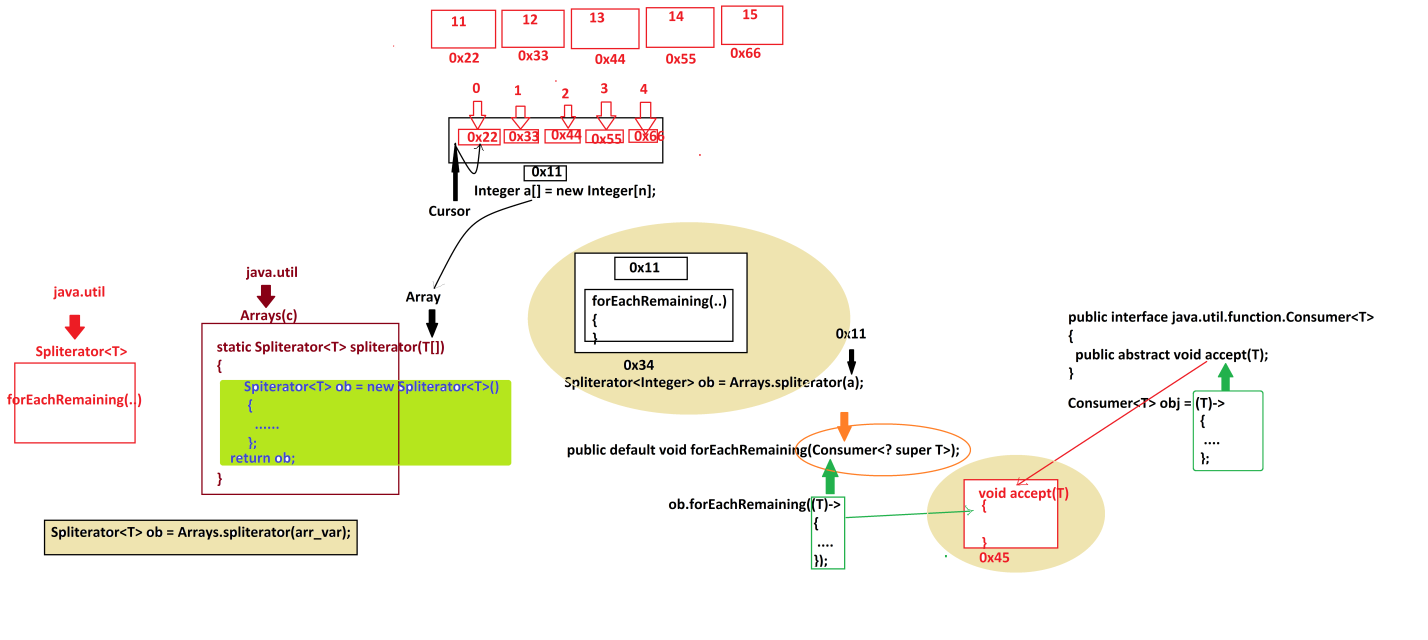 11 12 13 14 15
0x22 0x33 0x44 0x55 0x66
0 1 2 3 4
0x22 0x33 0x44 0x55 0x66
0x11
Integer a[] = new Integer[n];
Cursor
java.util
Spliterator<T>
forEachRemaining(..)
java.util
Arrays(c)
Array
static Spliterator<T> spliterator(T[])
{
Spiterator<T> ob = new Spliterator<T>()
{
......
};
return ob;
}
Spliterator<T> ob = Arrays.spliterator(arr_var);
0x11
forEachRemaining(..)
{
}
0x34
0x11
Spliterator<Integer> ob = Arrays.spliterator(a);
public default void forEachRemaining(Consumer<? super T>);
ob.forEachRemaining((T)->
{
....
});
public interface java.util.function.Consumer<T>
{
public abstract void accept(T);
}
Consumer<T> obj = (T)->
{
....
};
void accept(T)
{
}
0x45